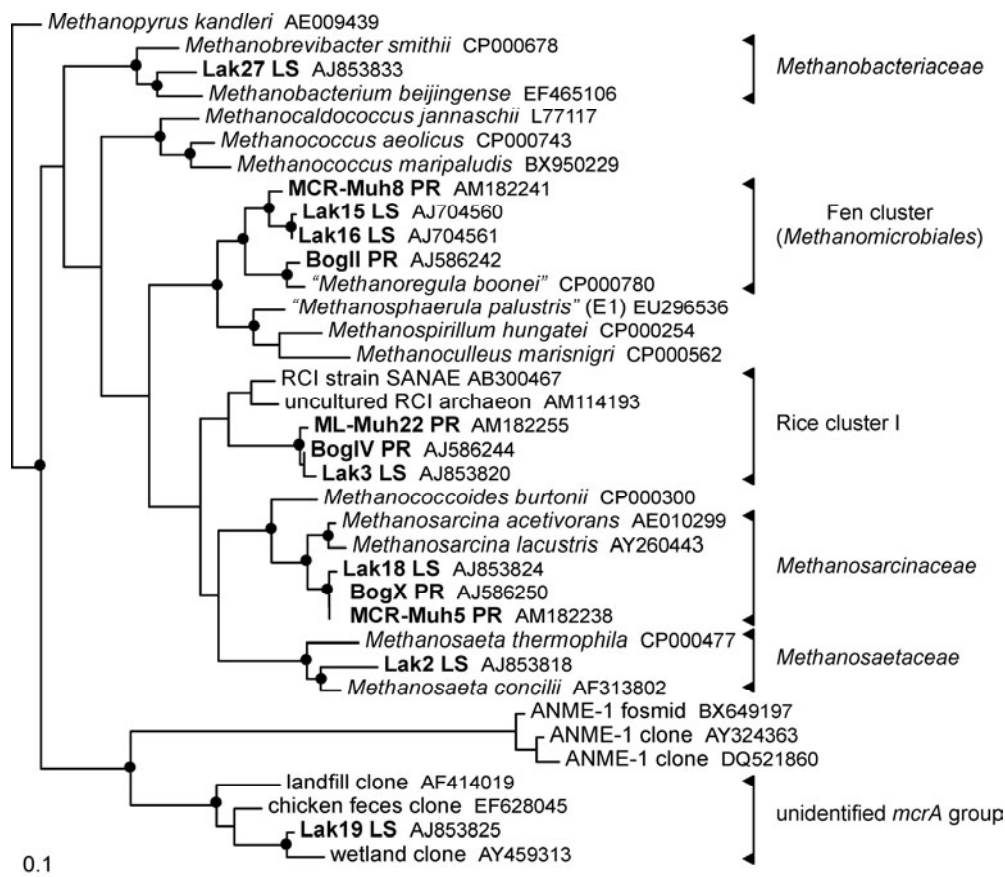 Methanopyrus kandleri AE009439
Methanobrevibacter smithii CP000678
Lak27 LS AJ853833
Methanobacterium beijingense EF465106
Methanobacteriaceae
Methanocaldococcus jannaschii L77117
Methanococcus aeolicus CP000743
Methanococcus maripaludis BX950229
MCR-Muh8 PR AM182241
Lak15 LS AJ704560
Lak16 LS AJ704561
BogII PR AJ586242
"Methanoregula boonei" CP000780
Fen cluster
(Methanomicrobiales)
"Methanosphaerula palustris" (E1) EU296536
Methanospirillum hungatei CP000254
Methanoculleus marisnigri CP000562
RCI strain SANAE AB300467
uncultured RCI archaeon AM114193
ML-Muh22 PR AM182255
BogIV PR AJ586244
Lak3 LS AJ853820
Rice cluster I
Methanococcoides burtonii CP000300
Methanosarcina acetivorans AE010299
Methanosarcina lacustris AY260443
Lak18 LS AJ853824
BogX PR AJ586250
MCR-Muh5 PR AM182238
Methanosarcinaceae
Methanosaeta thermophila CP000477
Lak2 LS AJ853818
Methanosaeta concilii AF313802
Methanosaetaceae
ANME-1 fosmid BX649197
ANME-1 clone AY324363
ANME-1 clone DQ521860
landfill clone AF414019
chicken feces clone EF628045
Lak19 LS AJ853825
wetland clone AY459313
unidentified mcrA group
0.1